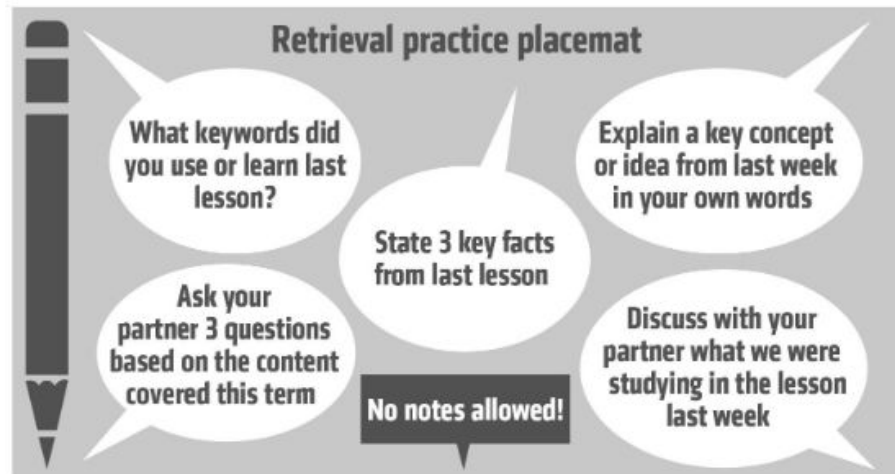 Retrieval practice placemat
What keywords did
you use or learn last
lesson?
Explain a key concept
or idea from last week
in your own words
State 3 key facts
from last lesson
Ask your
partner 3 questions
based on the content
covered this term
Discuss with your
partner what we were
studying in the lesson
last week
No notes allowed!